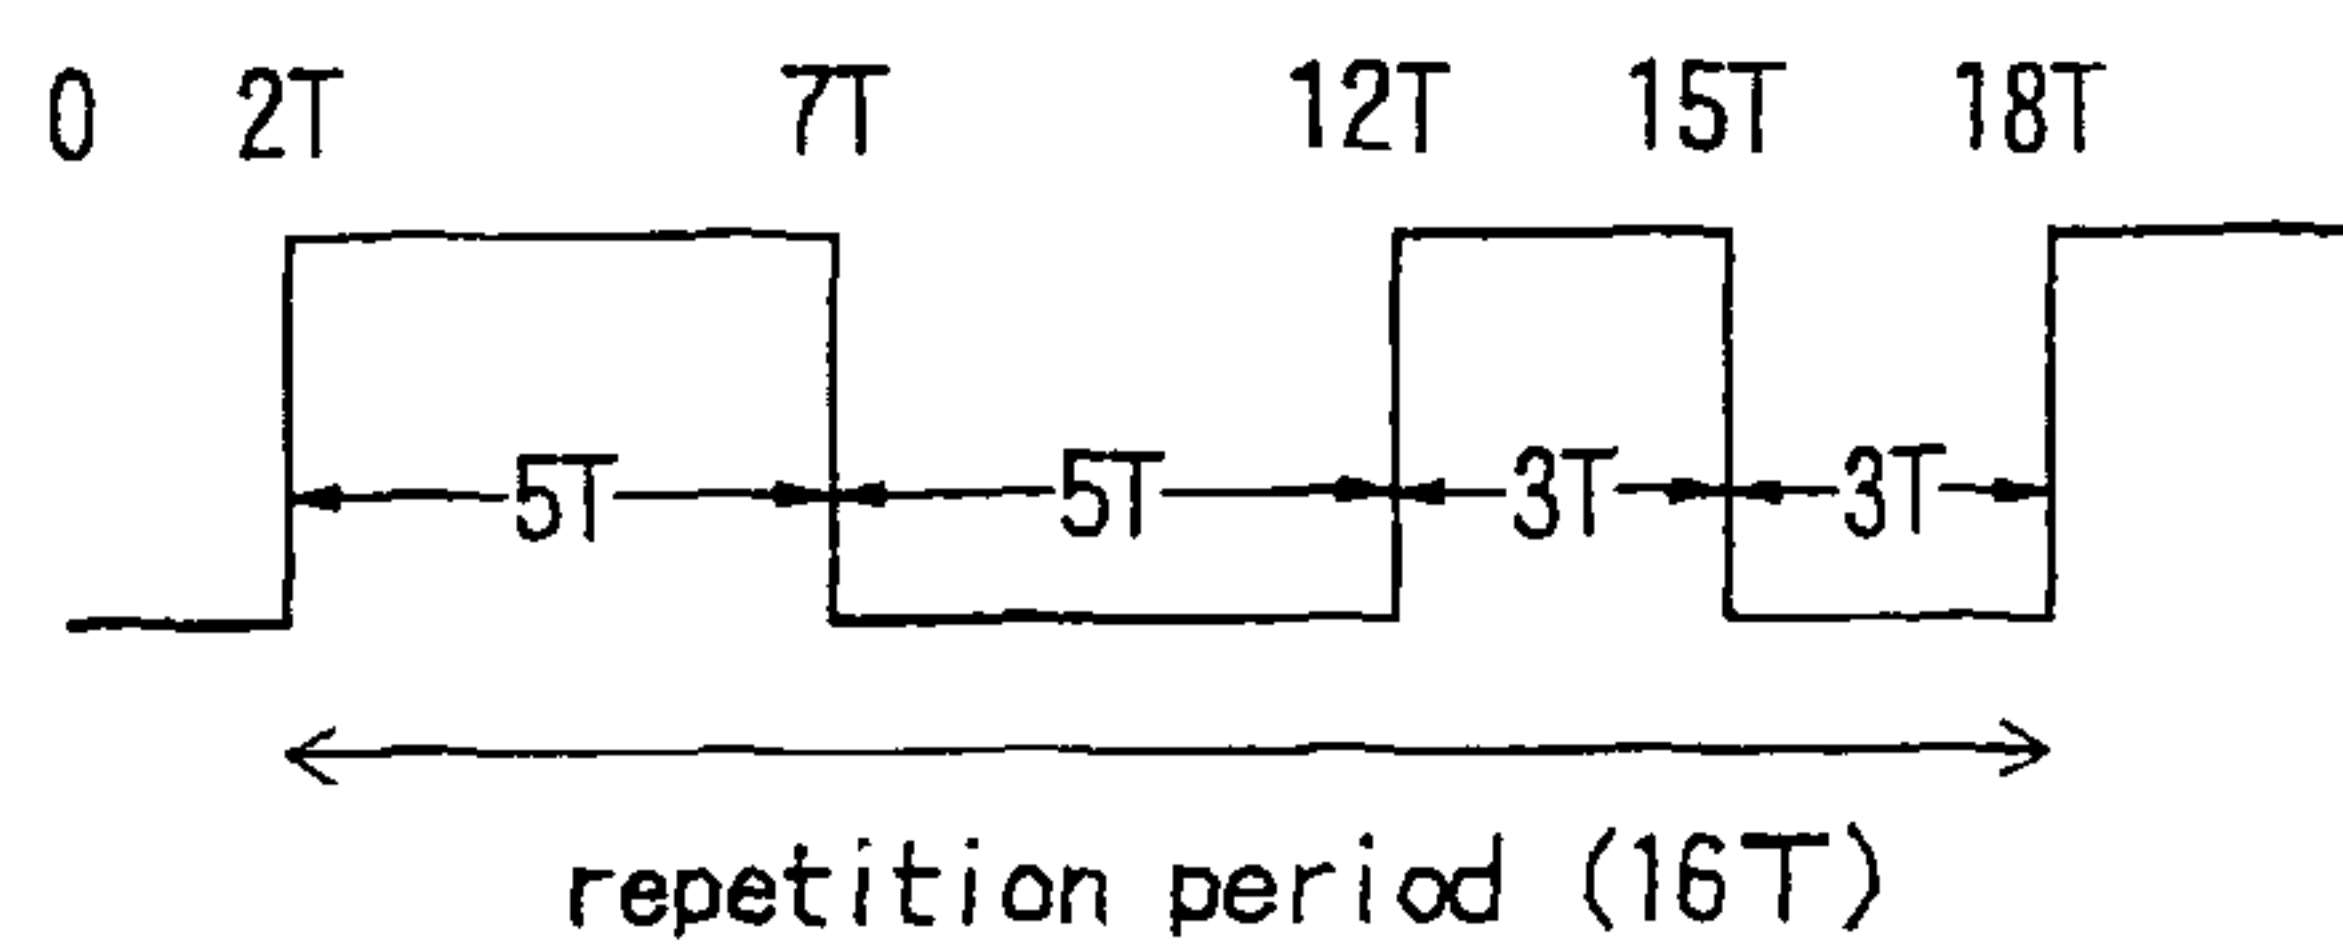 0 2T 7T 12T 15T 18T
5T 5T 3T 3T
repetition period (16T)